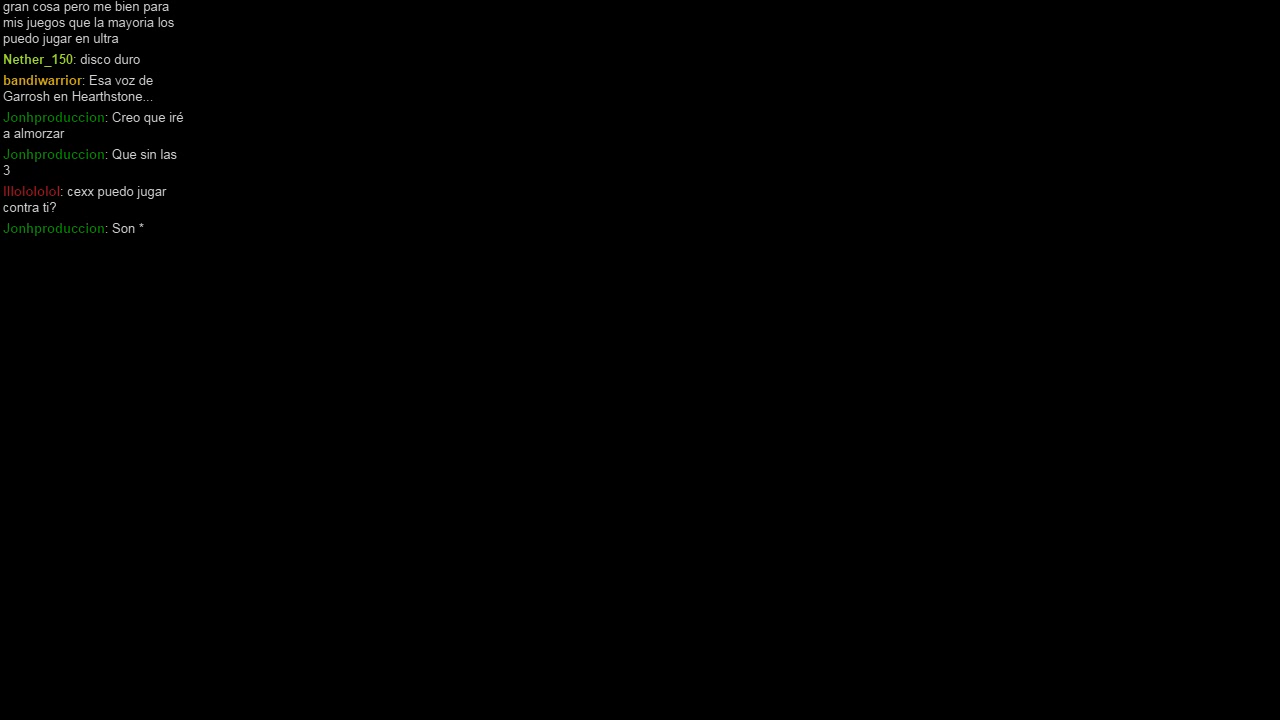 gran cosa pero me bien para
mis juegos que la mayoria los
puedo jugar en ultra
Nether_150: disco duro
bandiwarrior: Esa voz de
Garrosh en Hearthstone...
Jonhproduccion: Creo que iré
a almorzar
Jonhproduccion: Que sin las
3
lllolololol: cexx puedo jugar
contra ti?
Jonhproduccion: Son *